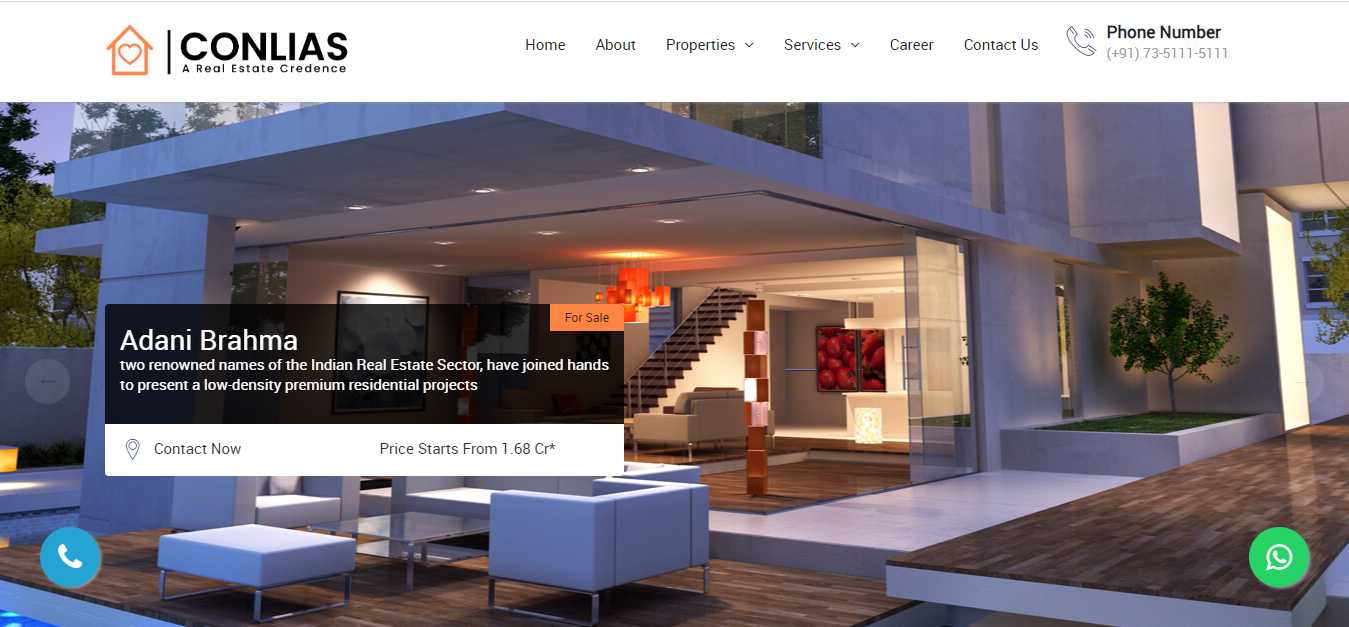 CONLIAS
A Real Estate Credence
Home About Properties Services Career Contact Us
Phone Number
(+91) 73-5111-5111
For Sale
Adani Brahma
two renowned names of the Indian Real Estate Sector, have joined hands
to present a low-density premium residential projects
Contact Now Price Starts From 1.68 Cr*